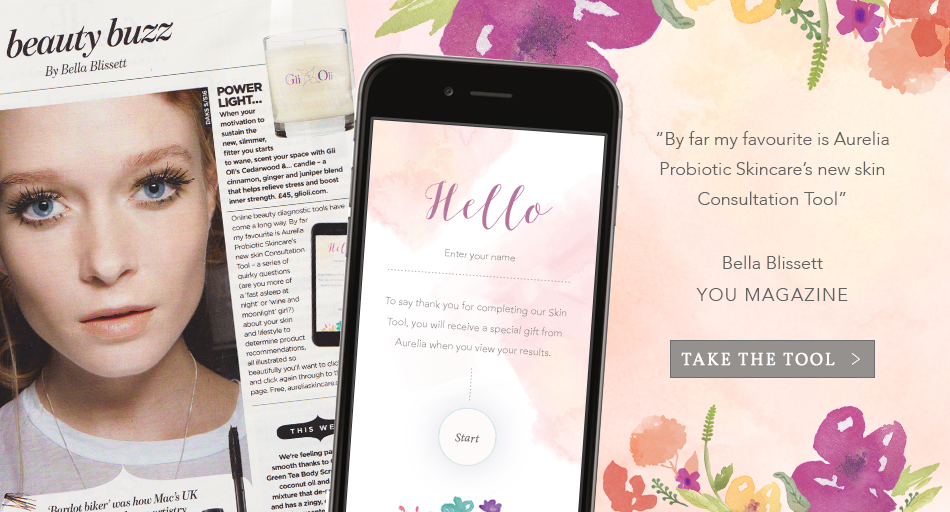 beauty buzz
By Bella Blissett
DAKS S/S16
Gli Oli
POWER
LIGHT...
When your
motivation to
sustain the
new, slimmer,
fitter you starts
to wane, scent your space with Gli
Oli's Cedarwood &... candle – a
cinnamon, ginger and juniper blend
that helps relieve stress and boost
inner strength. £45, glioli.com.
Online beauty diagnostic tools have
come a long way. By far
my favourite is Aurelia
Probiotic Skincare's
new skin Consultation
Tool – a series of
quirky questions
(are you more of
a 'fast asleep at
night' or 'wine and
moonlight' girl?)
about your skin
and lifestyle to
determine product
recommendations,
all illustrated so
beautifully you'll want to clic
and click again through to th
page. Free, aureliaskincare.c
THIS WE
We're feeling pa
smooth thanks to
Green Tea Body Scr
coconut oil and
mixture that de-
and has a zingy,
'Bardot biker' was how Mac's UK
artistry
Hello
Enter your name
To say thank you for completing our Skin
Tool, you will receive a special gift from
Aurelia when you view your results.
Start
"By far my favourite is Aurelia
Probiotic Skincare's new skin
Consultation Tool"
Bella Blissett
YOU MAGAZINE
TAKE THE TOOL >